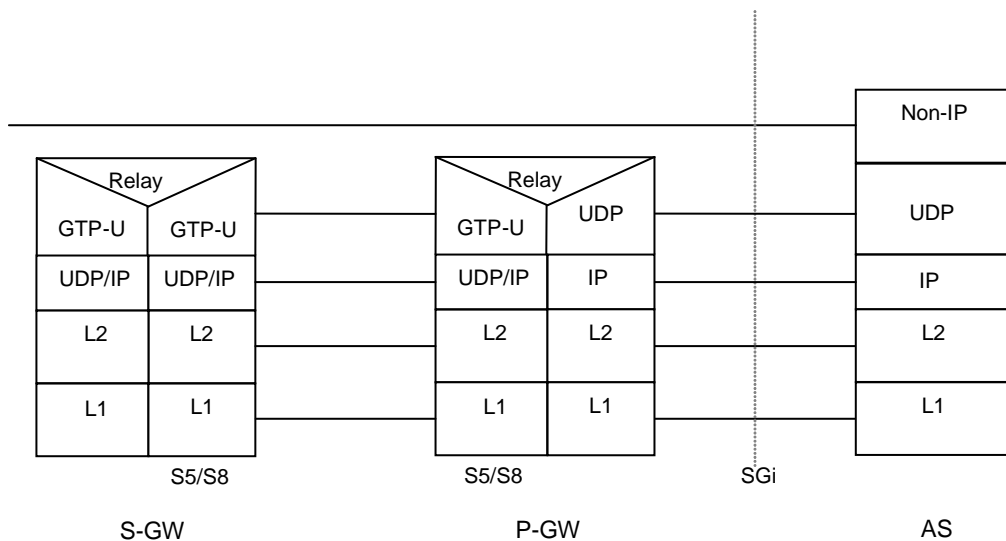 Non-IP
Relay Relay
GTP-U GTP-U GTP-U UDP UDP
UDP/IP UDP/IP UDP/IP IP IP
L2 L2 L2 L2 L2
L1 L1 L1 L1 L1
S5/S8 S5/S8 SGi
S-GW P-GW AS